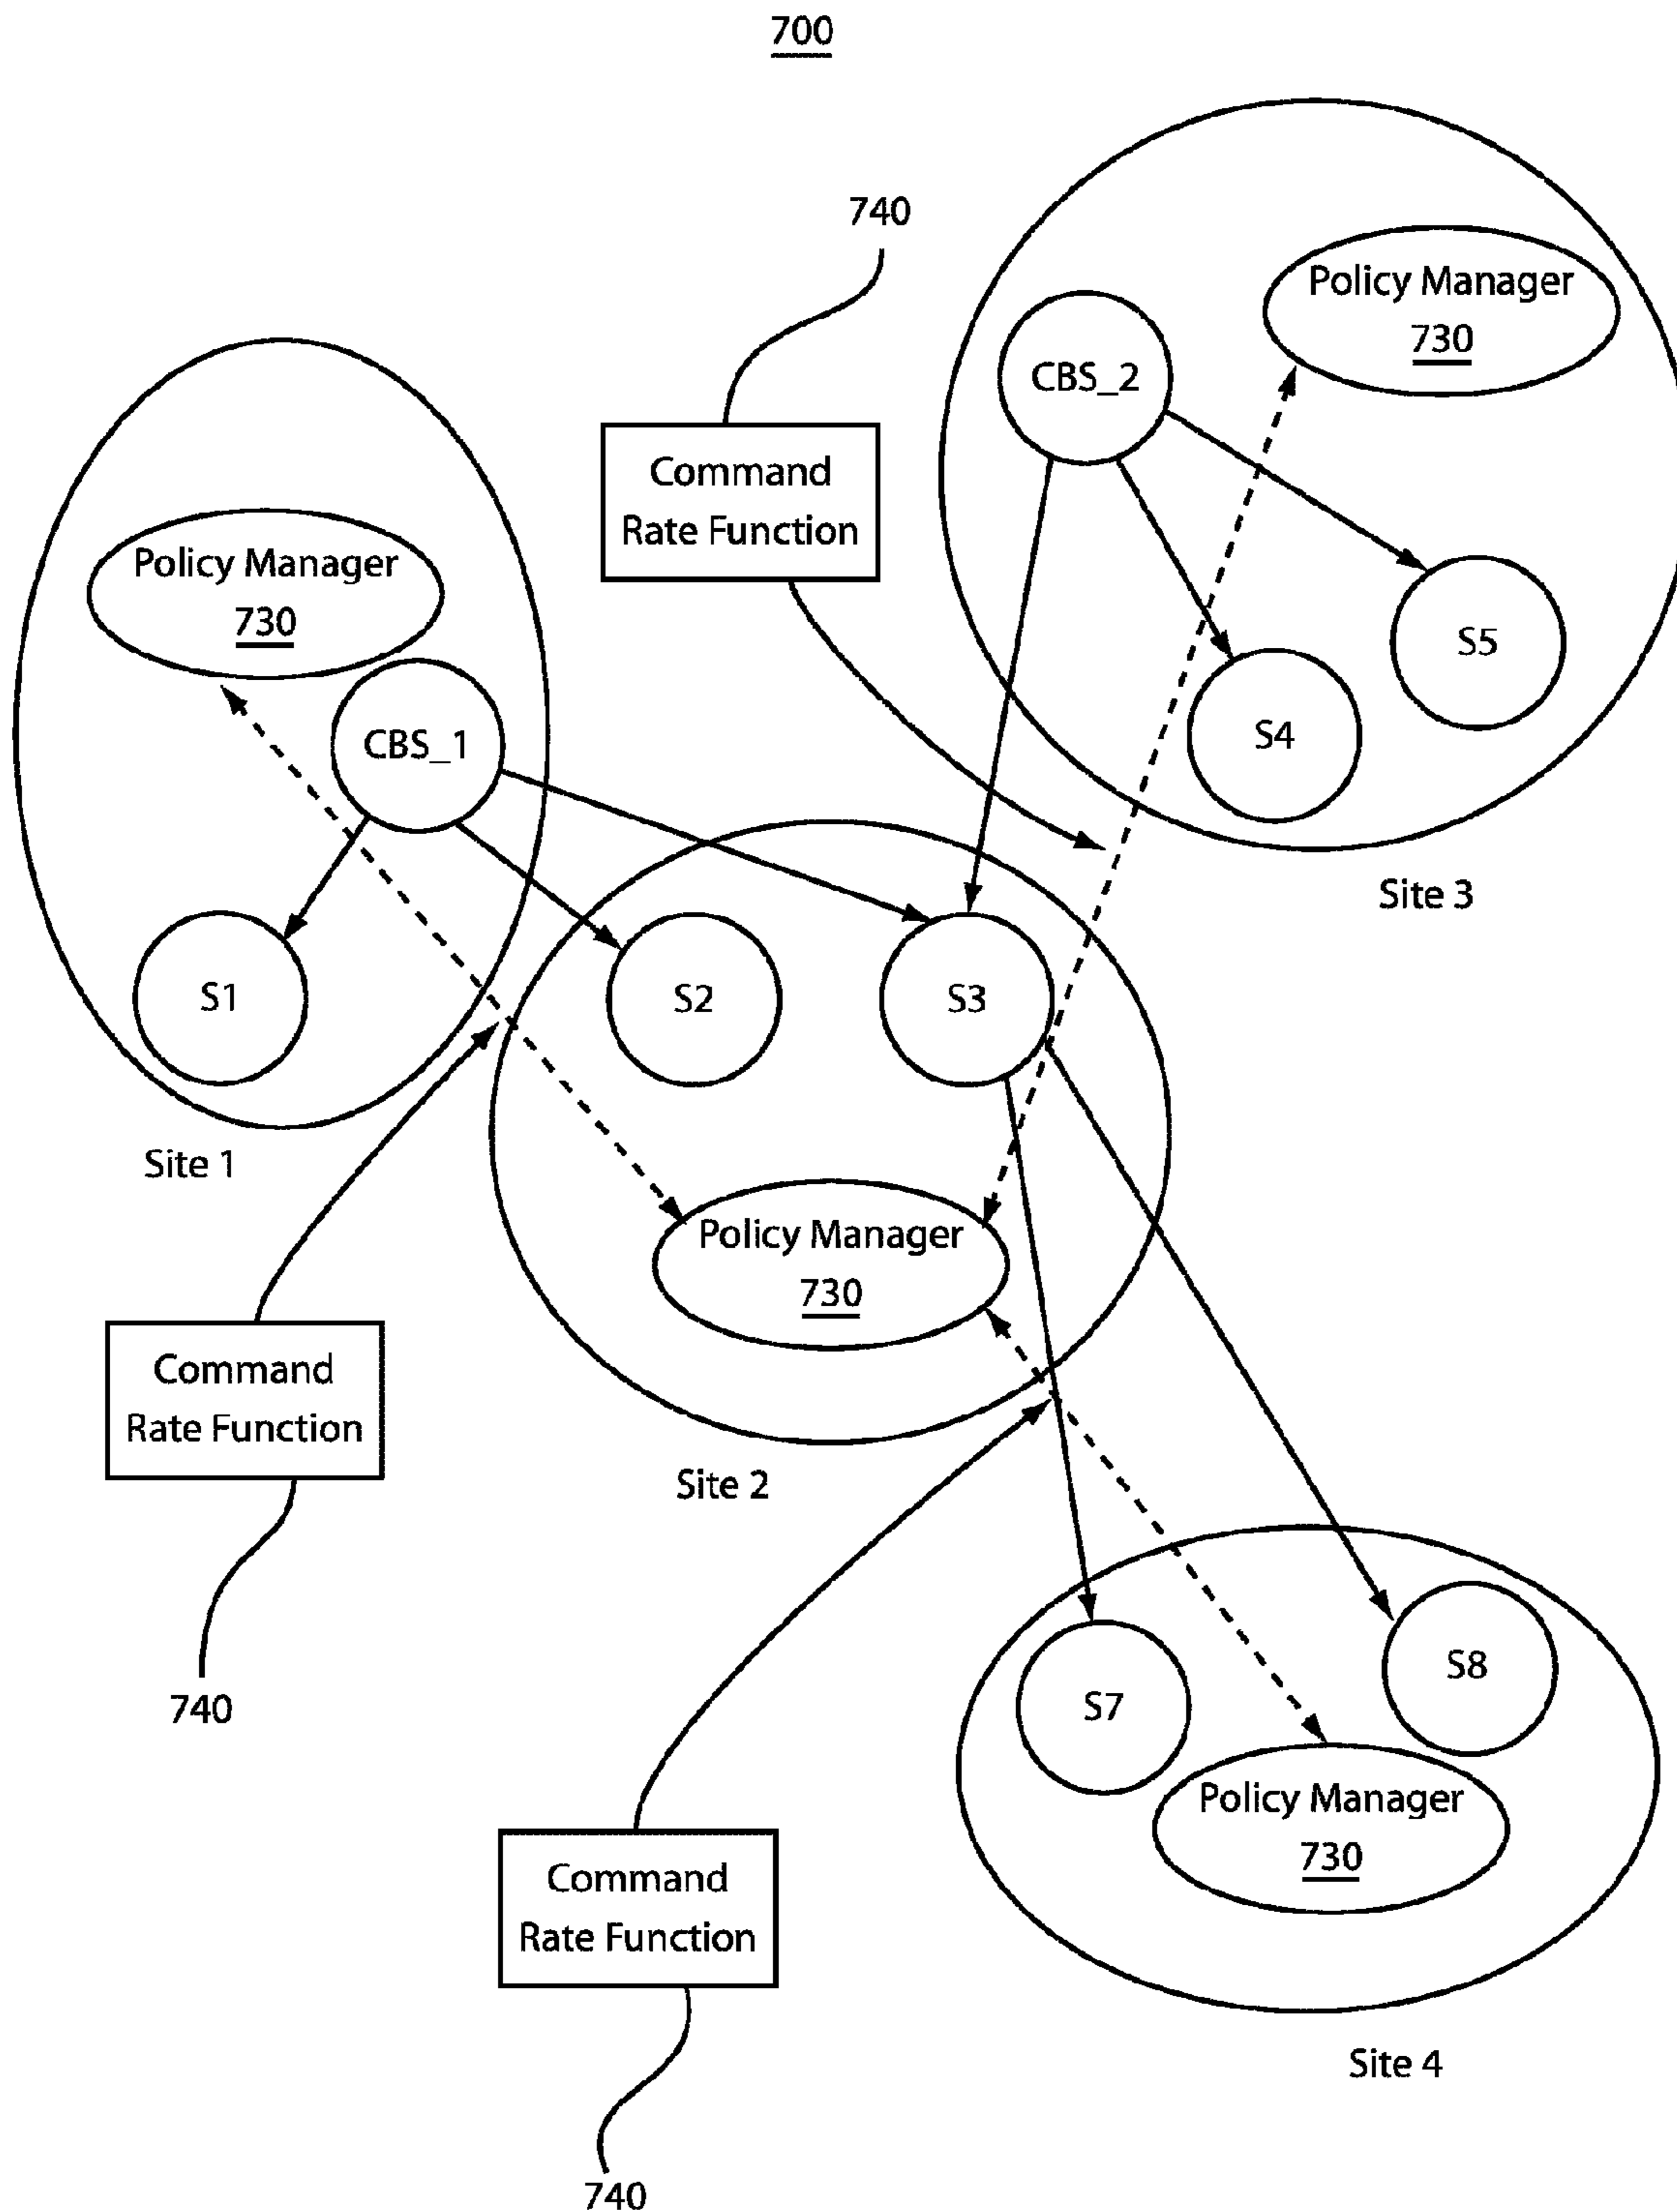 700
740
Policy Manager
730
CBS_2
Command
Rate Function
Policy Manager
730
S5
CBS_1
S4
Site 3
S1
S2
S3
Site 1
Policy Manager
730
Command
Rate Function
Site 2
S8
S7
740
Policy Manager
730
Command
Rate Function
Site 4
740